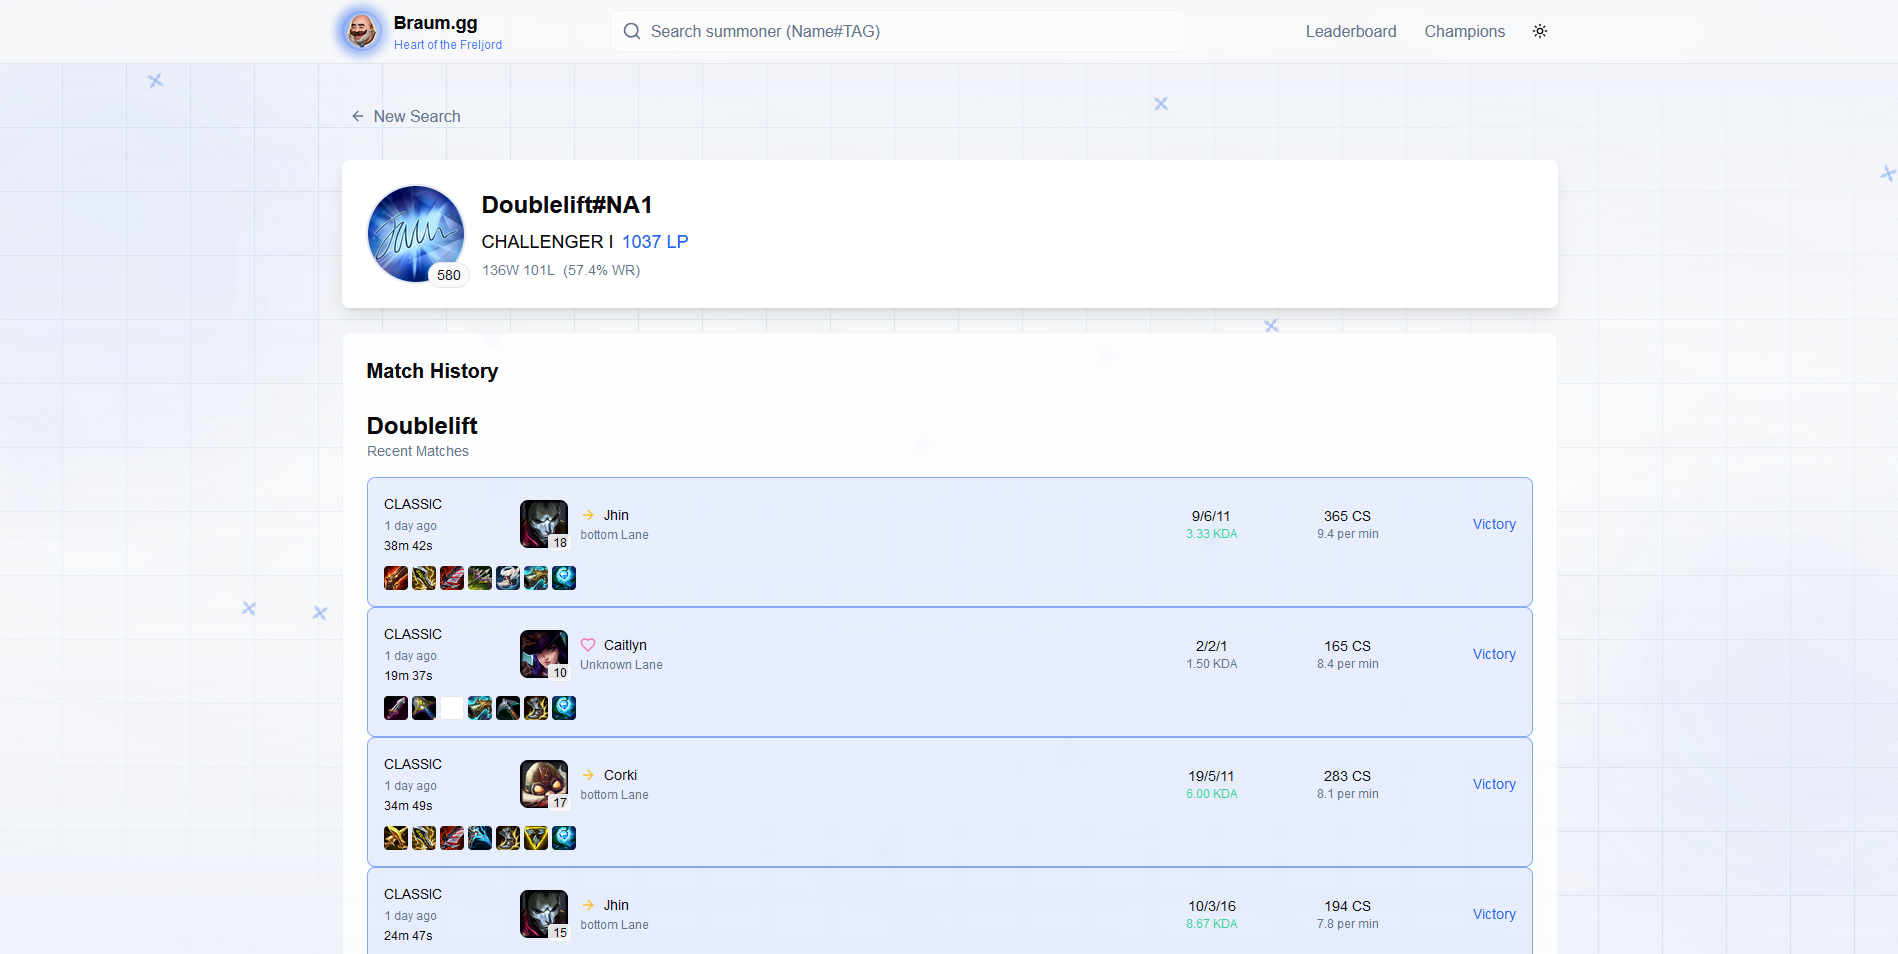 Braum.gg
Heart of the Freljord
Search summoner (Name#TAG)
Leaderboard
Champions
New Search
580
Doublelift#NA1
CHALLENGER I 1037 LP
136W 101L (57.4% WR)
Match History
Doublelift
Recent Matches
CLASSIC
1 day ago
38m 42s
18
Jhin
bottom Lane
9/6/11
3.33 KDA
365 CS
9.4 per min
Victory
CLASSIC
1 day ago
19m 37s
10
Caitlyn
Unknown Lane
2/2/1
1.50 KDA
165 CS
8.4 per min
Victory
CLASSIC
1 day ago
34m 49s
17
Corki
bottom Lane
19/5/11
6.00 KDA
283 CS
8.1 per min
Victory
CLASSIC
1 day ago
24m 47s
15
Jhin
bottom Lane
10/3/16
8.67 KDA
194 CS
7.8 per min
Victory